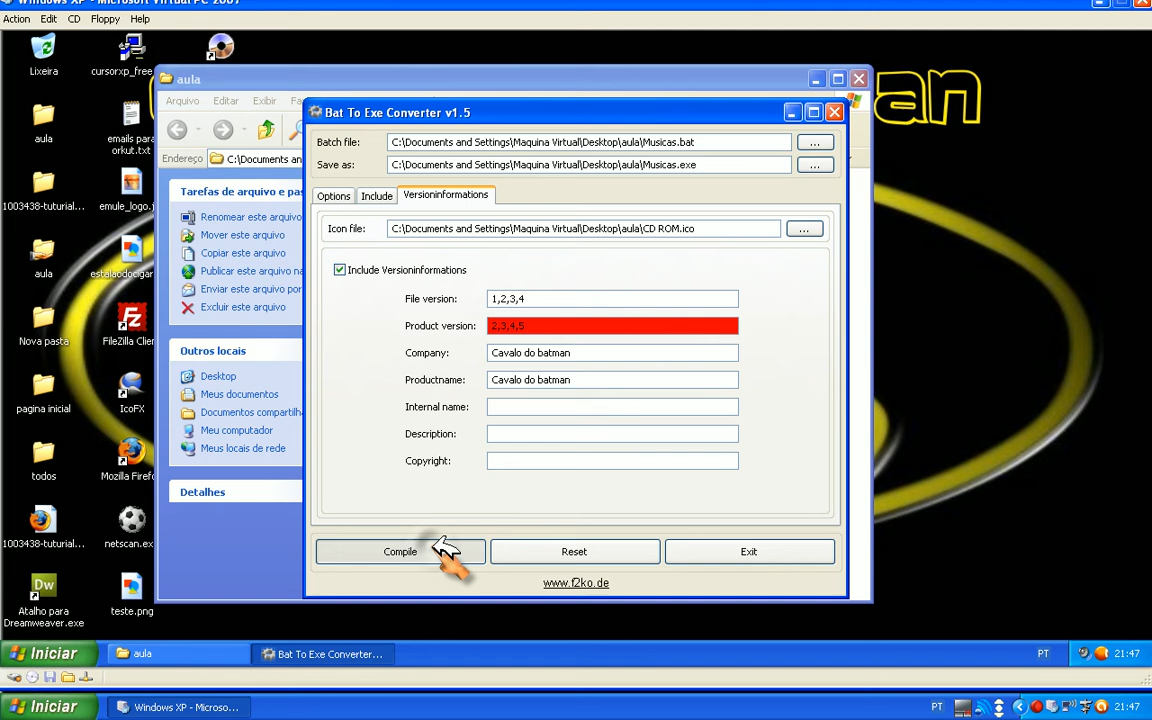 Windows XP - Microsoft Virtual PC 2007
Action Edit CD Floppy Help
Lixeira
cursorxp_free
an
aula
Arquivo Editar Exibir
Endereço C:\Documents an
Bat To Exe Converter v1.5
Batch file: C:\Documents and Settings\Maquina Virtual\Desktop\aula\Musicas.bat ...
Save as: C:\Documents and Settings\Maquina Virtual\Desktop\aula\Musicas.exe ...
Options Include Versioninformations
Icon file: C:\Documents and Settings\Maquina Virtual\Desktop\aula\CD ROM.ico ...
Include Versioninformations
File version: 1,2,3,4
Product version: 2,3,4,5
Company: Cavalo do batman
Productname: Cavalo do batman
Internal name:
Description:
Copyright:
Compile Reset Exit
www.f2ko.de
Tarefas de arquivo e pas
Renomear este arquivo
Mover este arquivo
Copiar este arquivo
Publicar este arquivo na
Enviar este arquivo por
Excluir este arquivo
Outros locais
Desktop
Meus documentos
Documentos compartilha
Meu computador
Meus locais de rede
Detalhes
aula
emails para orkut.txt
1003438-tutorial...
emule_logo.j
aula
estalaodocigar
Nova pasta
FileZilla Clien
pagina inicial
IcoFX
todos
Mozilla Firefo
1003438-tutorial...
netscan.ex
Dw
Atalho para
Dreamweaver.exe
teste.png
Iniciar aula Bat To Exe Converter... PT 21:47
Iniciar Windows XP - Microso... PT 21:47